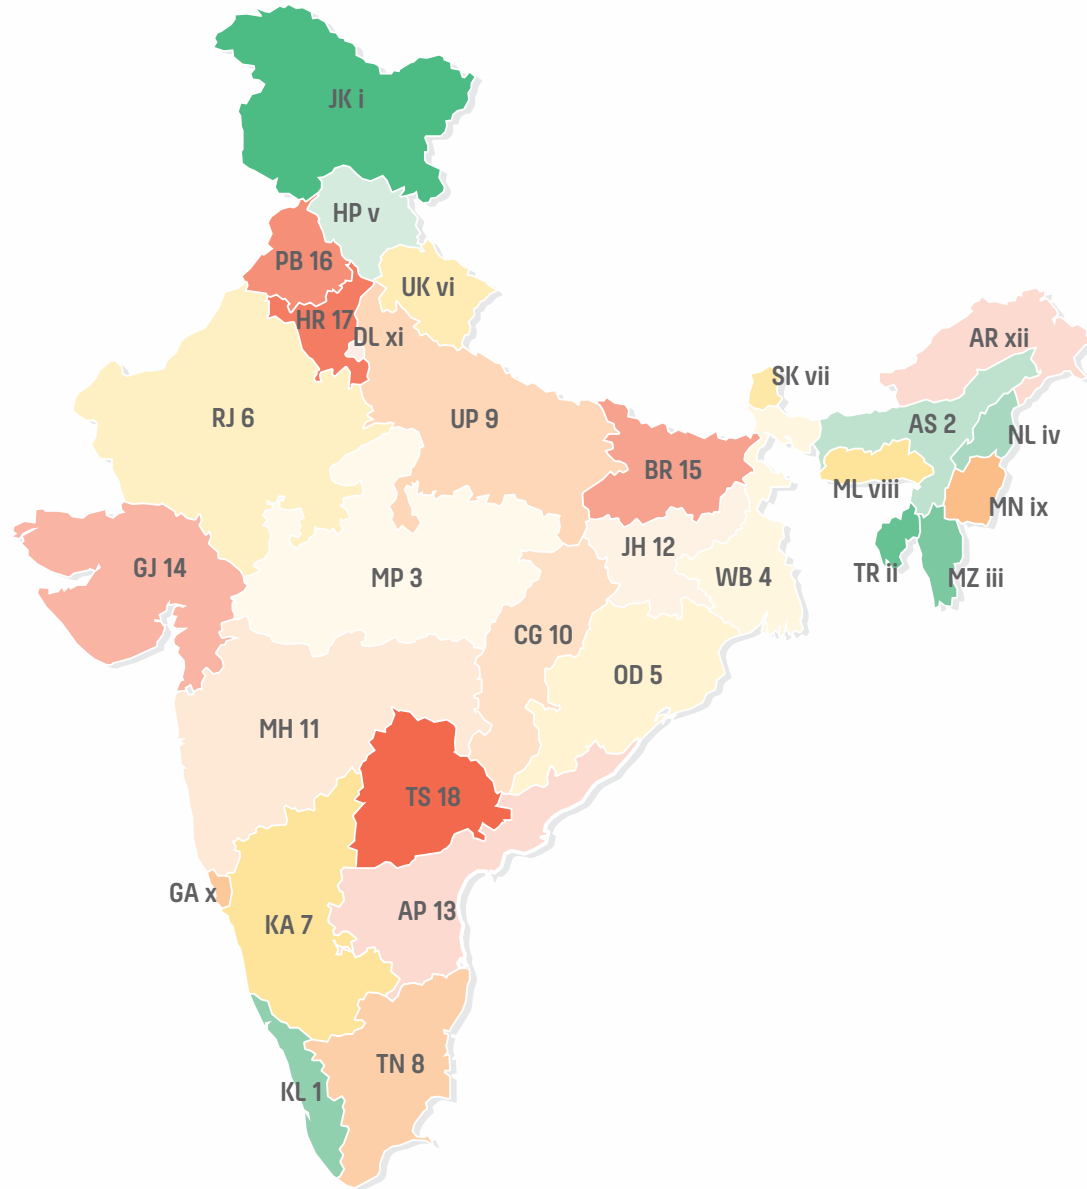 JK i
HP v
PB 16
UK vi
HR 17
DL xi
AR xii
SK vii
RJ 6
UP 9
AS 2
NL iv
BR 15
ML viii
MN ix
JH 12
GJ 14
MP 3
WB 4
TR ii
MZ iii
CG 10
OD 5
MH 11
TS 18
GA x
AP 13
KA 7
TN 8
KL 1